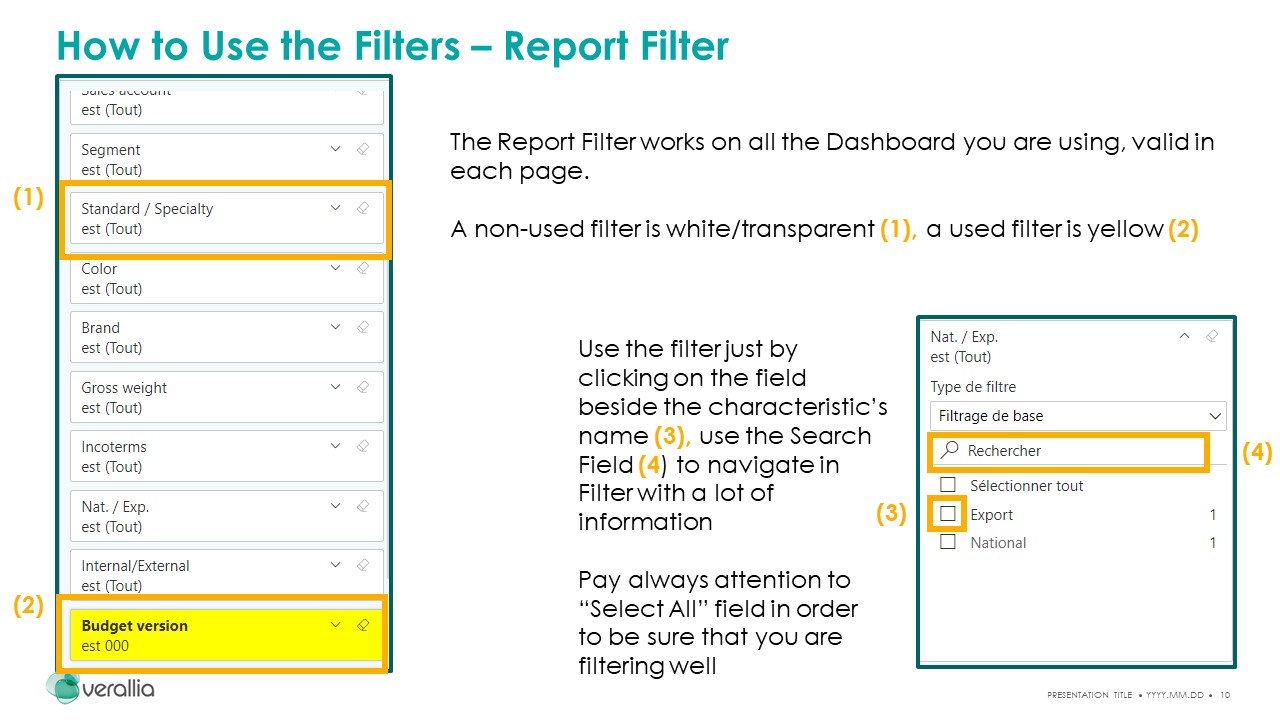 How to Use the Filters – Report Filter
Sales account
est (Tout)
Segment
est (Tout)
(1)
Standard / Specialty
est (Tout)
Color
est (Tout)
Brand
est (Tout)
Gross weight
est (Tout)
Incoterms
est (Tout)
Nat. / Exp.
est (Tout)
Internal/External
est (Tout)
(2)
Budget version
est 000
The Report Filter works on all the Dashboard you are using, valid in
each page.
A non-used filter is white/transparent (1), a used filter is yellow (2)
Use the filter just by
clicking on the field
beside the characteristic’s
name (3), use the Search
Field (4) to navigate in
Filter with a lot of
information
Pay always attention to
“Select All” field in order
to be sure that you are
filtering well
Nat. / Exp.
est (Tout)
Type de filtre
Filtrage de base
Rechercher
(4)
Sélectionner tout
(3)
Export 1
National 1
verallia
PRESENTATION TITLE • YYYY.MM.DD • 10